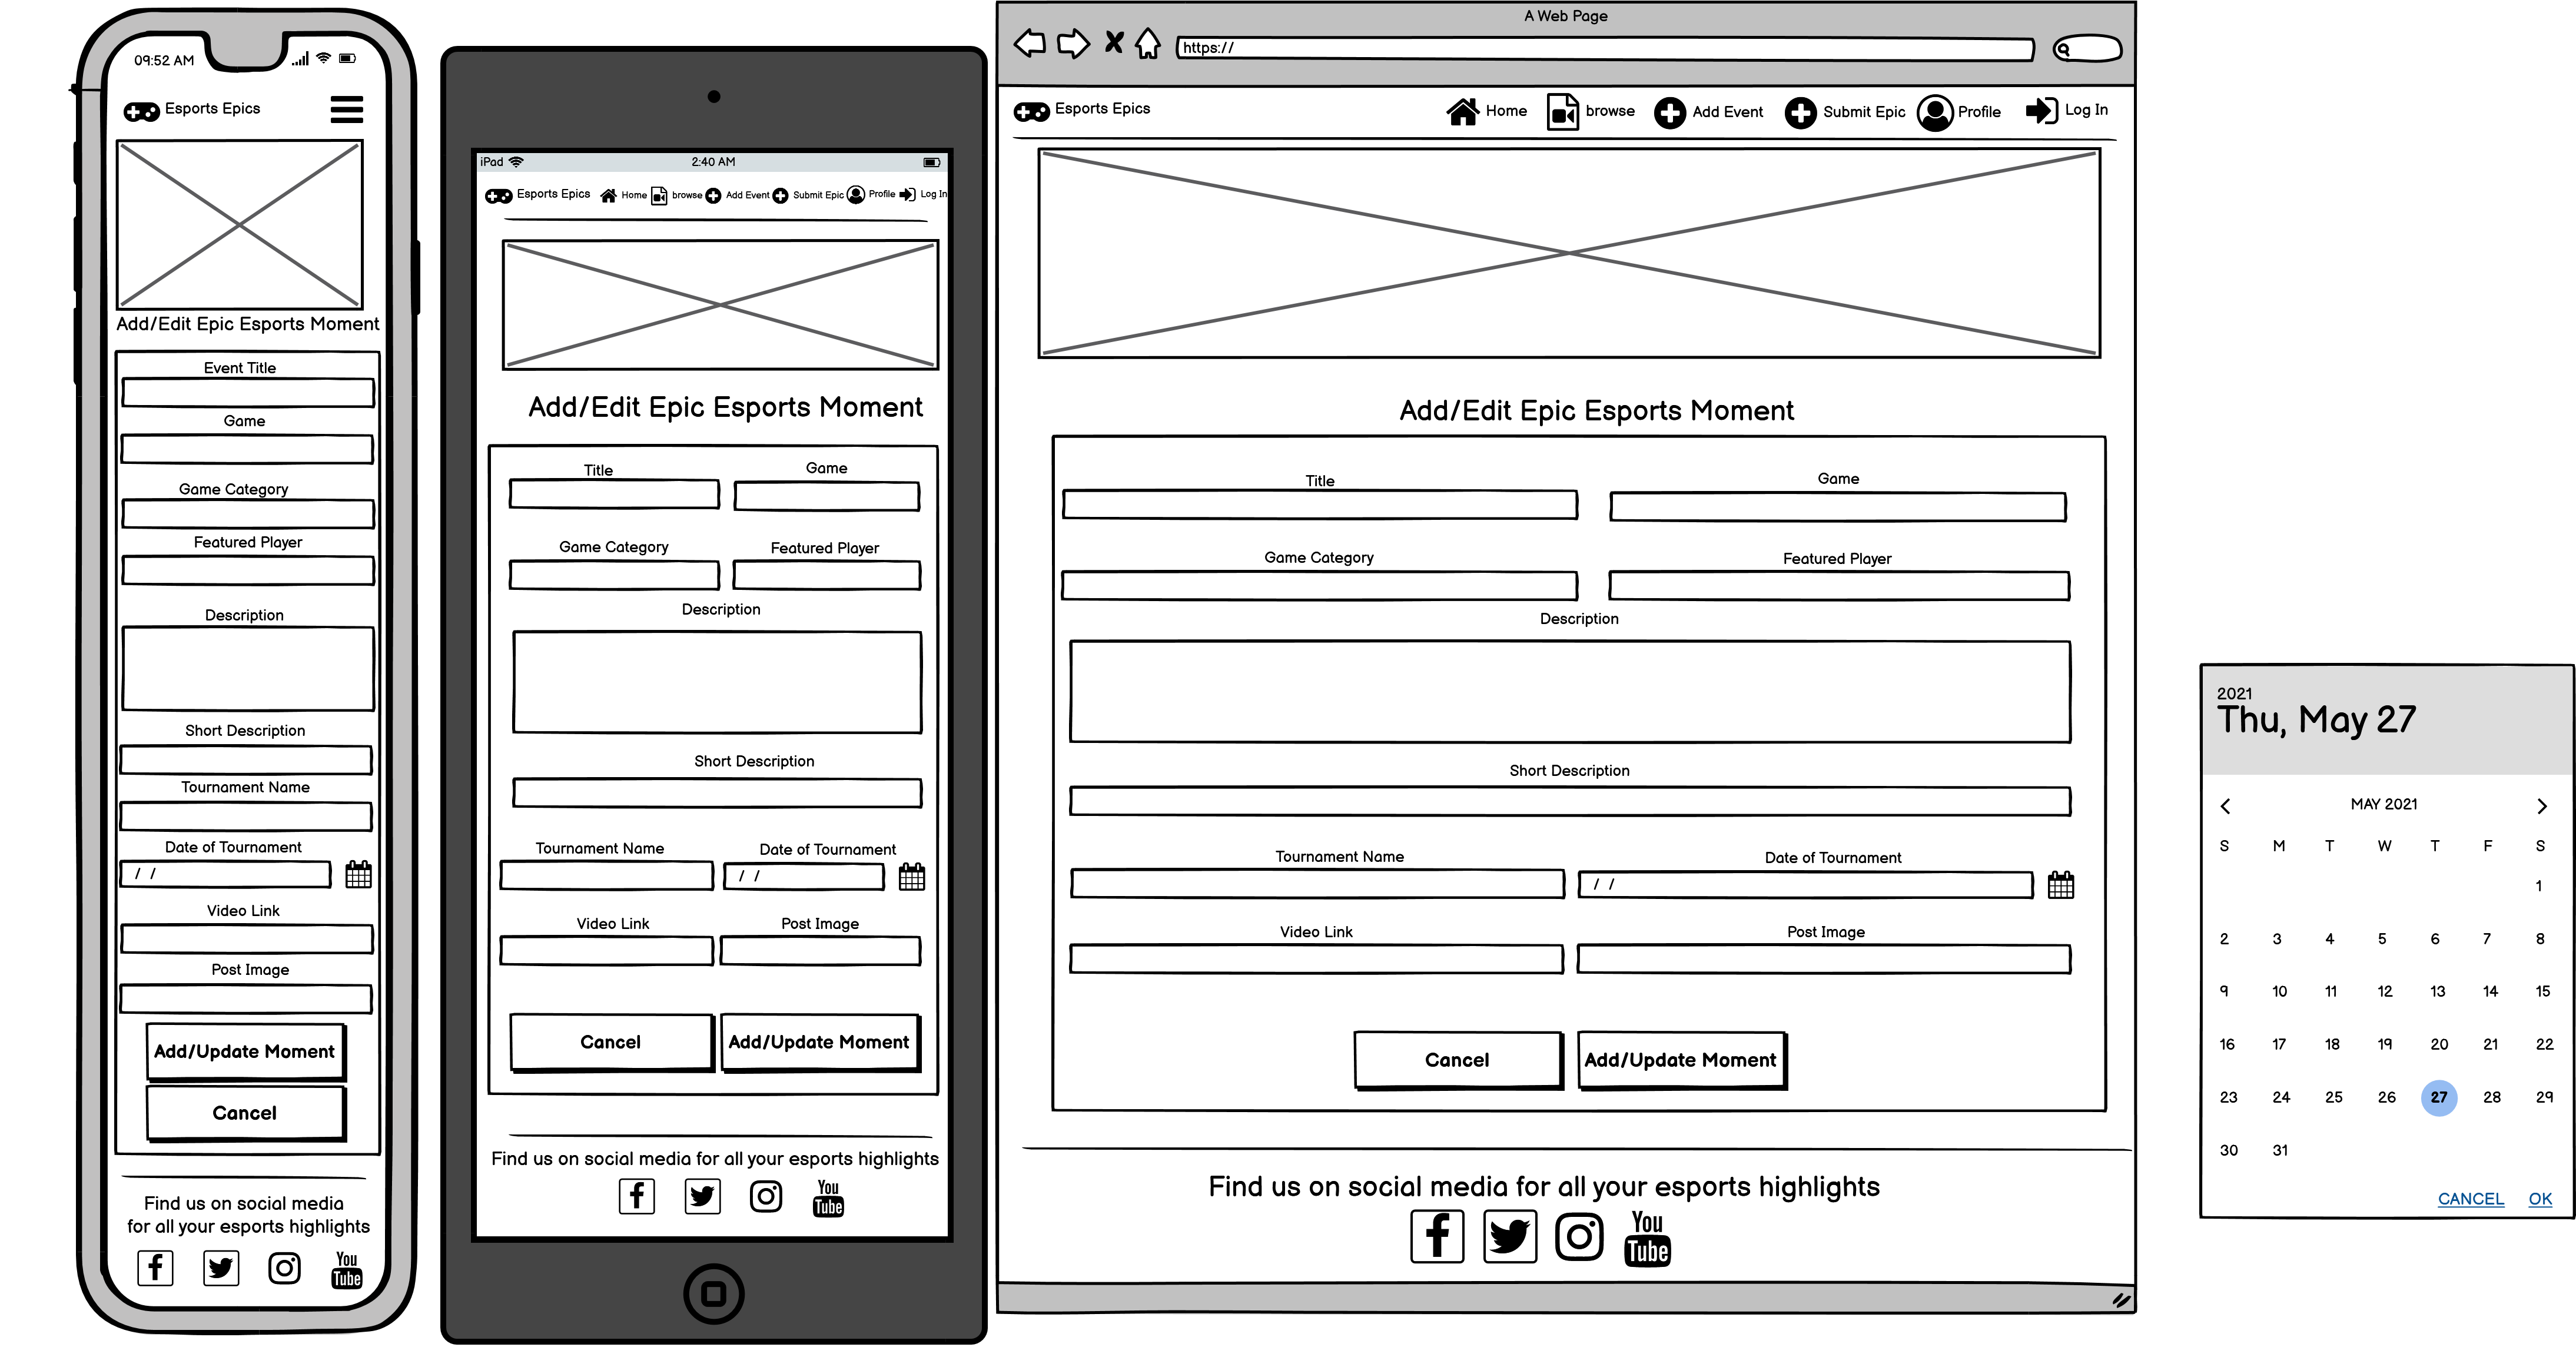 09:52 AM
Esports Epics
Add/Edit Epic Esports Moment
Event Title
Game
Game Category
Featured Player
Description
Short Description
Tournament Name
Date of Tournament
/ /
Video Link
Post Image
Add/Update Moment
Cancel
Find us on social media
for all your esports highlights
You
Tube
iPad 2:40 AM
Esports Epics Home browse Add Event Submit Epic Profile Log In
Add/Edit Epic Esports Moment
Title Game
Game Category Featured Player
Description
Short Description
Tournament Name Date of Tournament
/ /
Video Link Post Image
Cancel Add/Update Moment
Find us on social media for all your esports highlights
You
Tube
A Web Page
https://
Esports Epics Home browse Add Event Submit Epic Profile Log In
Add/Edit Epic Esports Moment
Title Game
Game Category Featured Player
Description
Short Description
Tournament Name Date of Tournament
/ /
Video Link Post Image
Cancel Add/Update Moment
Find us on social media for all your esports highlights
You
Tube
2021
Thu, May 27
MAY 2021
S M T W T F S
1
2 3 4 5 6 7 8
9 10 11 12 13 14 15
16 17 18 19 20 21 22
23 24 25 26 27 28 29
30 31
CANCEL OK